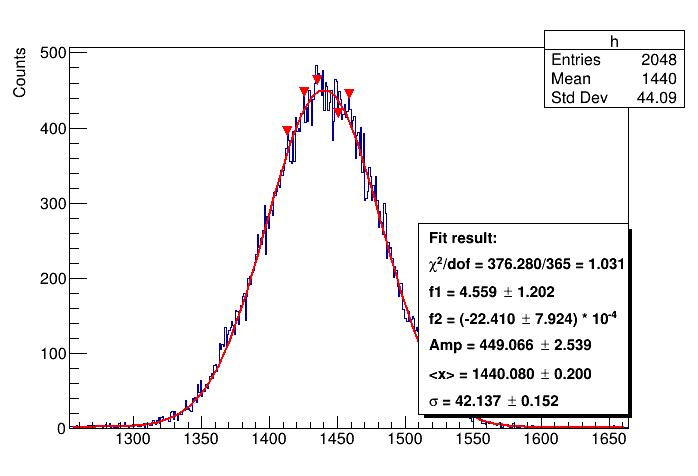 h
Entries 2048
Mean 1440
Std Dev 44.09
Counts
500
400
300
200
100
0
Fit result:
χ²/dof = 376.280/365 = 1.031
f1 = 4.559 ± 1.202
f2 = (-22.410 ± 7.924) * 10⁻⁴
Amp = 449.066 ± 2.539
<x> = 1440.080 ± 0.200
σ = 42.137 ± 0.152
1300 1350 1400 1450 1500 1550 1600 1650